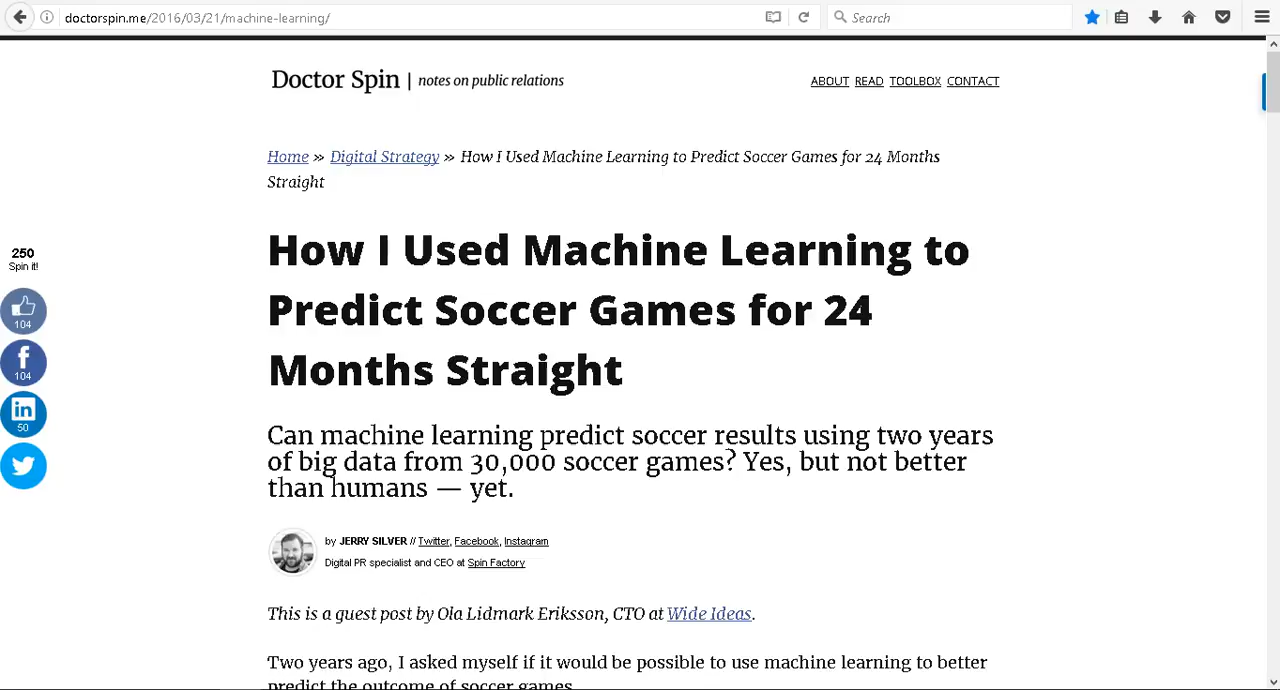 doctorspin.me/2016/03/21/machine-learning/
Search
Doctor Spin | notes on public relations
ABOUT READ TOOLBOX CONTACT
Home » Digital Strategy » How I Used Machine Learning to Predict Soccer Games for 24 Months
Straight
250
Spin it!
104
104
50
How I Used Machine Learning to
Predict Soccer Games for 24
Months Straight
Can machine learning predict soccer results using two years
of big data from 30,000 soccer games? Yes, but not better
than humans — yet.
by JERRY SILVER // Twitter, Facebook, Instagram
Digital PR specialist and CEO at Spin Factory
This is a guest post by Ola Lidmark Eriksson, CTO at Wide Ideas.
Two years ago, I asked myself if it would be possible to use machine learning to better
predict the outcome of soccer games.